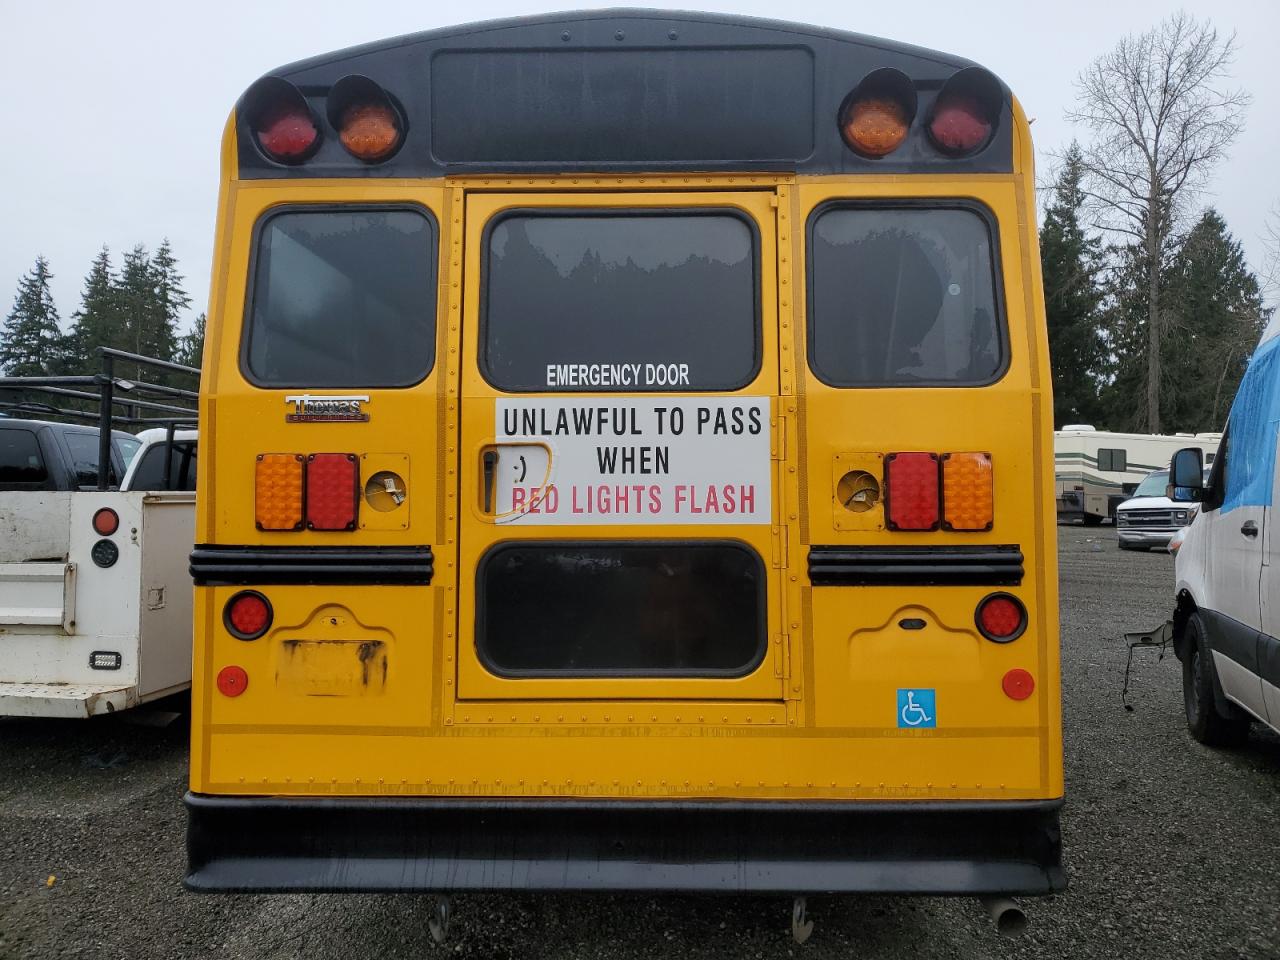 EMERGENCY DOOR
Thomas
UNLAWFUL TO PASS
WHEN
RED LIGHTS FLASH